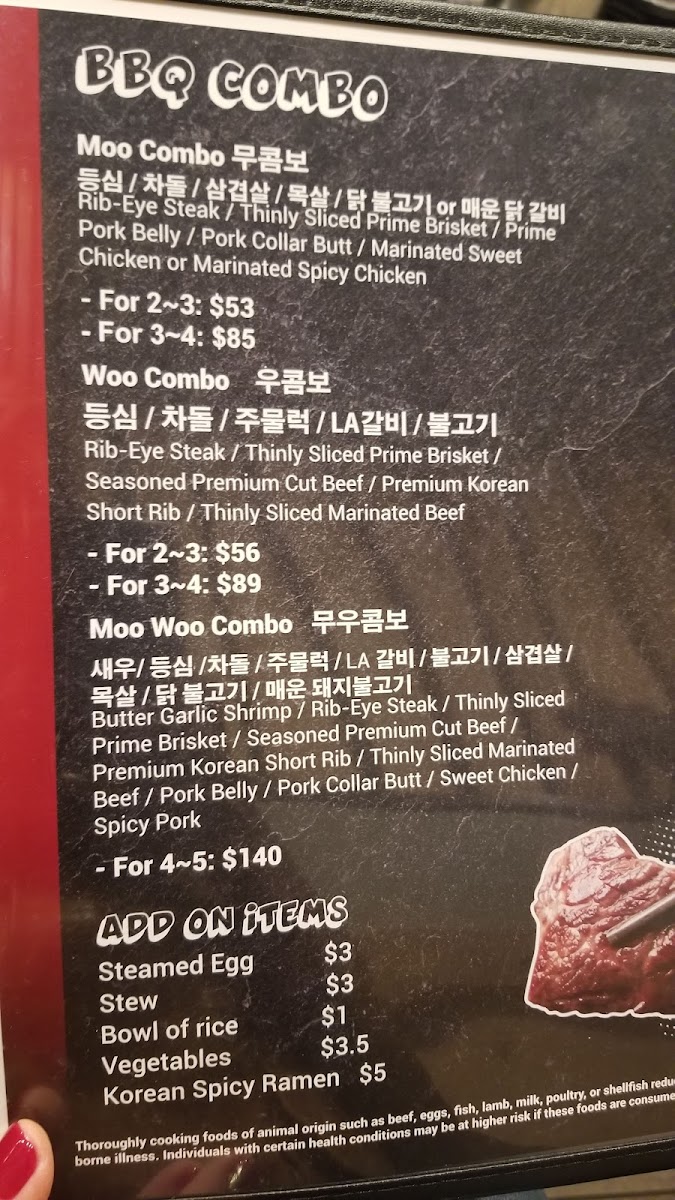 BBQ COMBO
Moo Combo 무콤보
등심 / 차돌 / 삼겹살 / 목살 / 닭 불고기 or 매운 닭 갈비
Rib-Eye Steak / Thinly Sliced Prime Brisket / Prime
Pork Belly / Pork Collar Butt / Marinated Sweet
Chicken or Marinated Spicy Chicken
- For 2~3: $53
- For 3~4: $85
Woo Combo 우콤보
등심 / 차돌 / 주물럭 / LA갈비 / 불고기
Rib-Eye Steak / Thinly Sliced Prime Brisket /
Seasoned Premium Cut Beef / Premium Korean
Short Rib / Thinly Sliced Marinated Beef
- For 2~3: $56
- For 3~4: $89
Moo Woo Combo 무우콤보
새우/ 등심 /차돌 / 주물럭 / LA 갈비 / 불고기 / 삼겹살 /
목살 / 닭 불고기 / 매운 돼지불고기
Butter Garlic Shrimp / Rib-Eye Steak / Thinly Sliced
Prime Brisket / Seasoned Premium Cut Beef /
Premium Korean Short Rib / Thinly Sliced Marinated
Beef / Pork Belly / Pork Collar Butt / Sweet Chicken /
Spicy Pork
- For 4~5: $140
ADD ON iTEMS
Steamed Egg $3
Stew $3
Bowl of rice $1
Vegetables $3.5
Korean Spicy Ramen $5
Thoroughly cooking foods of animal origin such as beef, eggs, fish, lamb, milk, poultry, or shellfish
borne illness. Individuals with certain health conditions may be at higher risk if these foods are